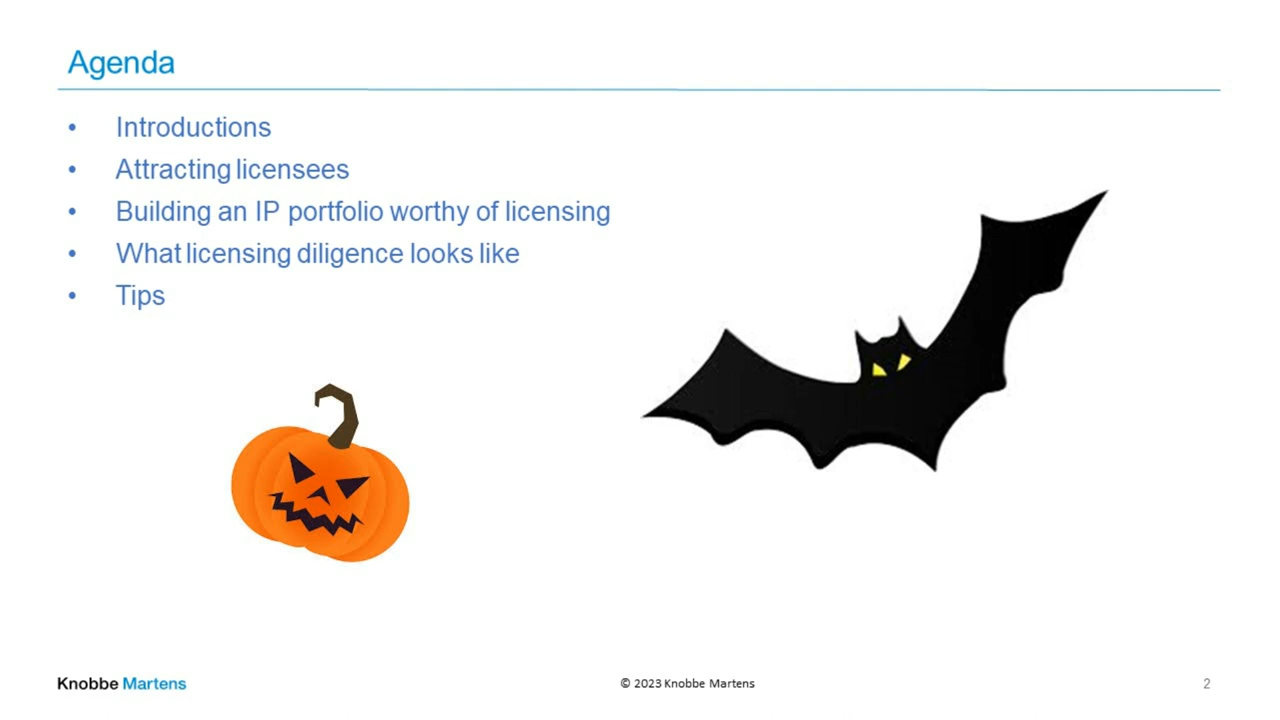 Agenda
• Introductions
• Attracting licensees
• Building an IP portfolio worthy of licensing
• What licensing diligence looks like
• Tips
Knobbe Martens
© 2023 Knobbe Martens
2